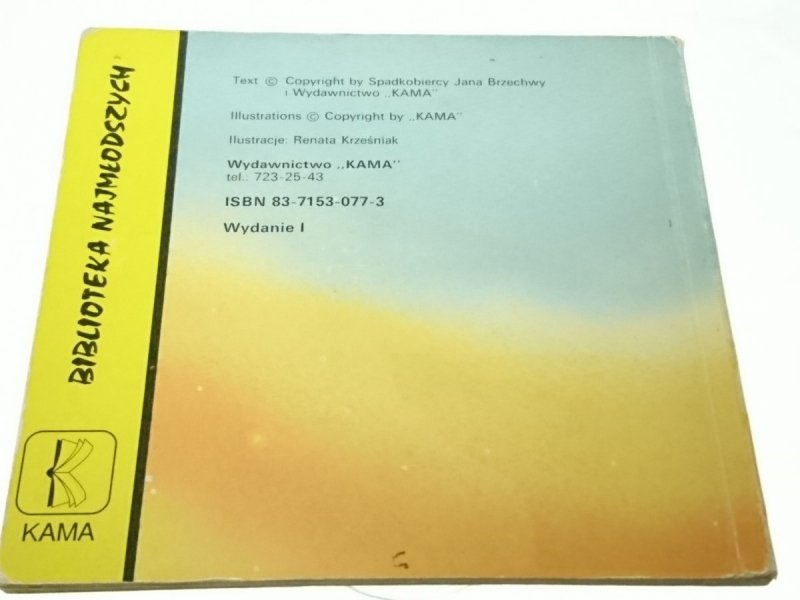 BIBLIOTEKA NAJMŁODSZYCH
KAMA
Text © Copyright by Spadkobiercy Jana Brzechwy
i Wydawnictwo ,,KAMA"
Illustrations © Copyright by ,,KAMA"
Ilustracje: Renata Krześniak
Wydawnictwo ,,KAMA"
tel.: 723-25-43
ISBN 83-7153-077-3
Wydanie I